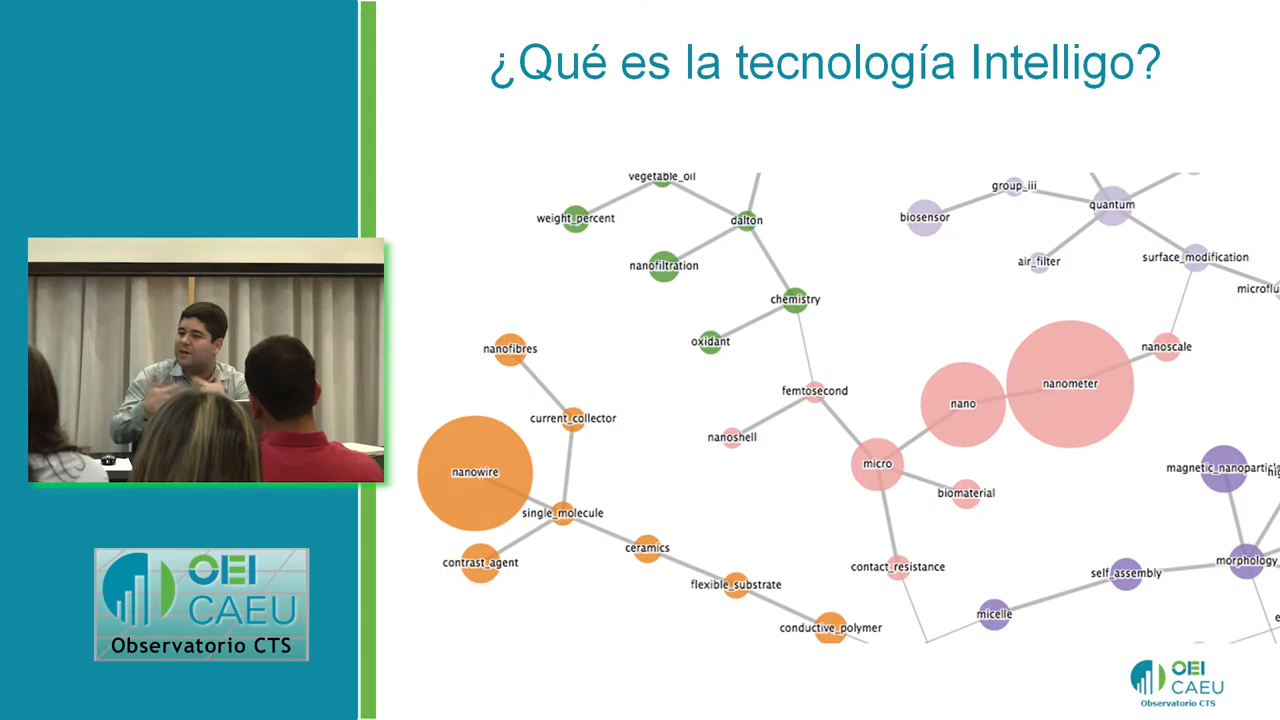 ¿Qué es la tecnología Intelligo?
vegetable_oil
group_iii
quantum
weight_percent
dalton
biosensor
nanofiltration
air_filter
surface_modification
chemistry
oxidant
nanofibres
nanoscale
femtosecond
nanometer
nano
current_collector
nanoshell
nanowire
micro
magnetic_nanoparticle
biomaterial
single_molecule
ceramics
contrast_agent
contact_resistance
self_assembly
morphology
flexible_substrate
micelle
conductive_polymer
OEI
CAEU
Observatorio CTS
OEI
CAEU
Observatorio CTS